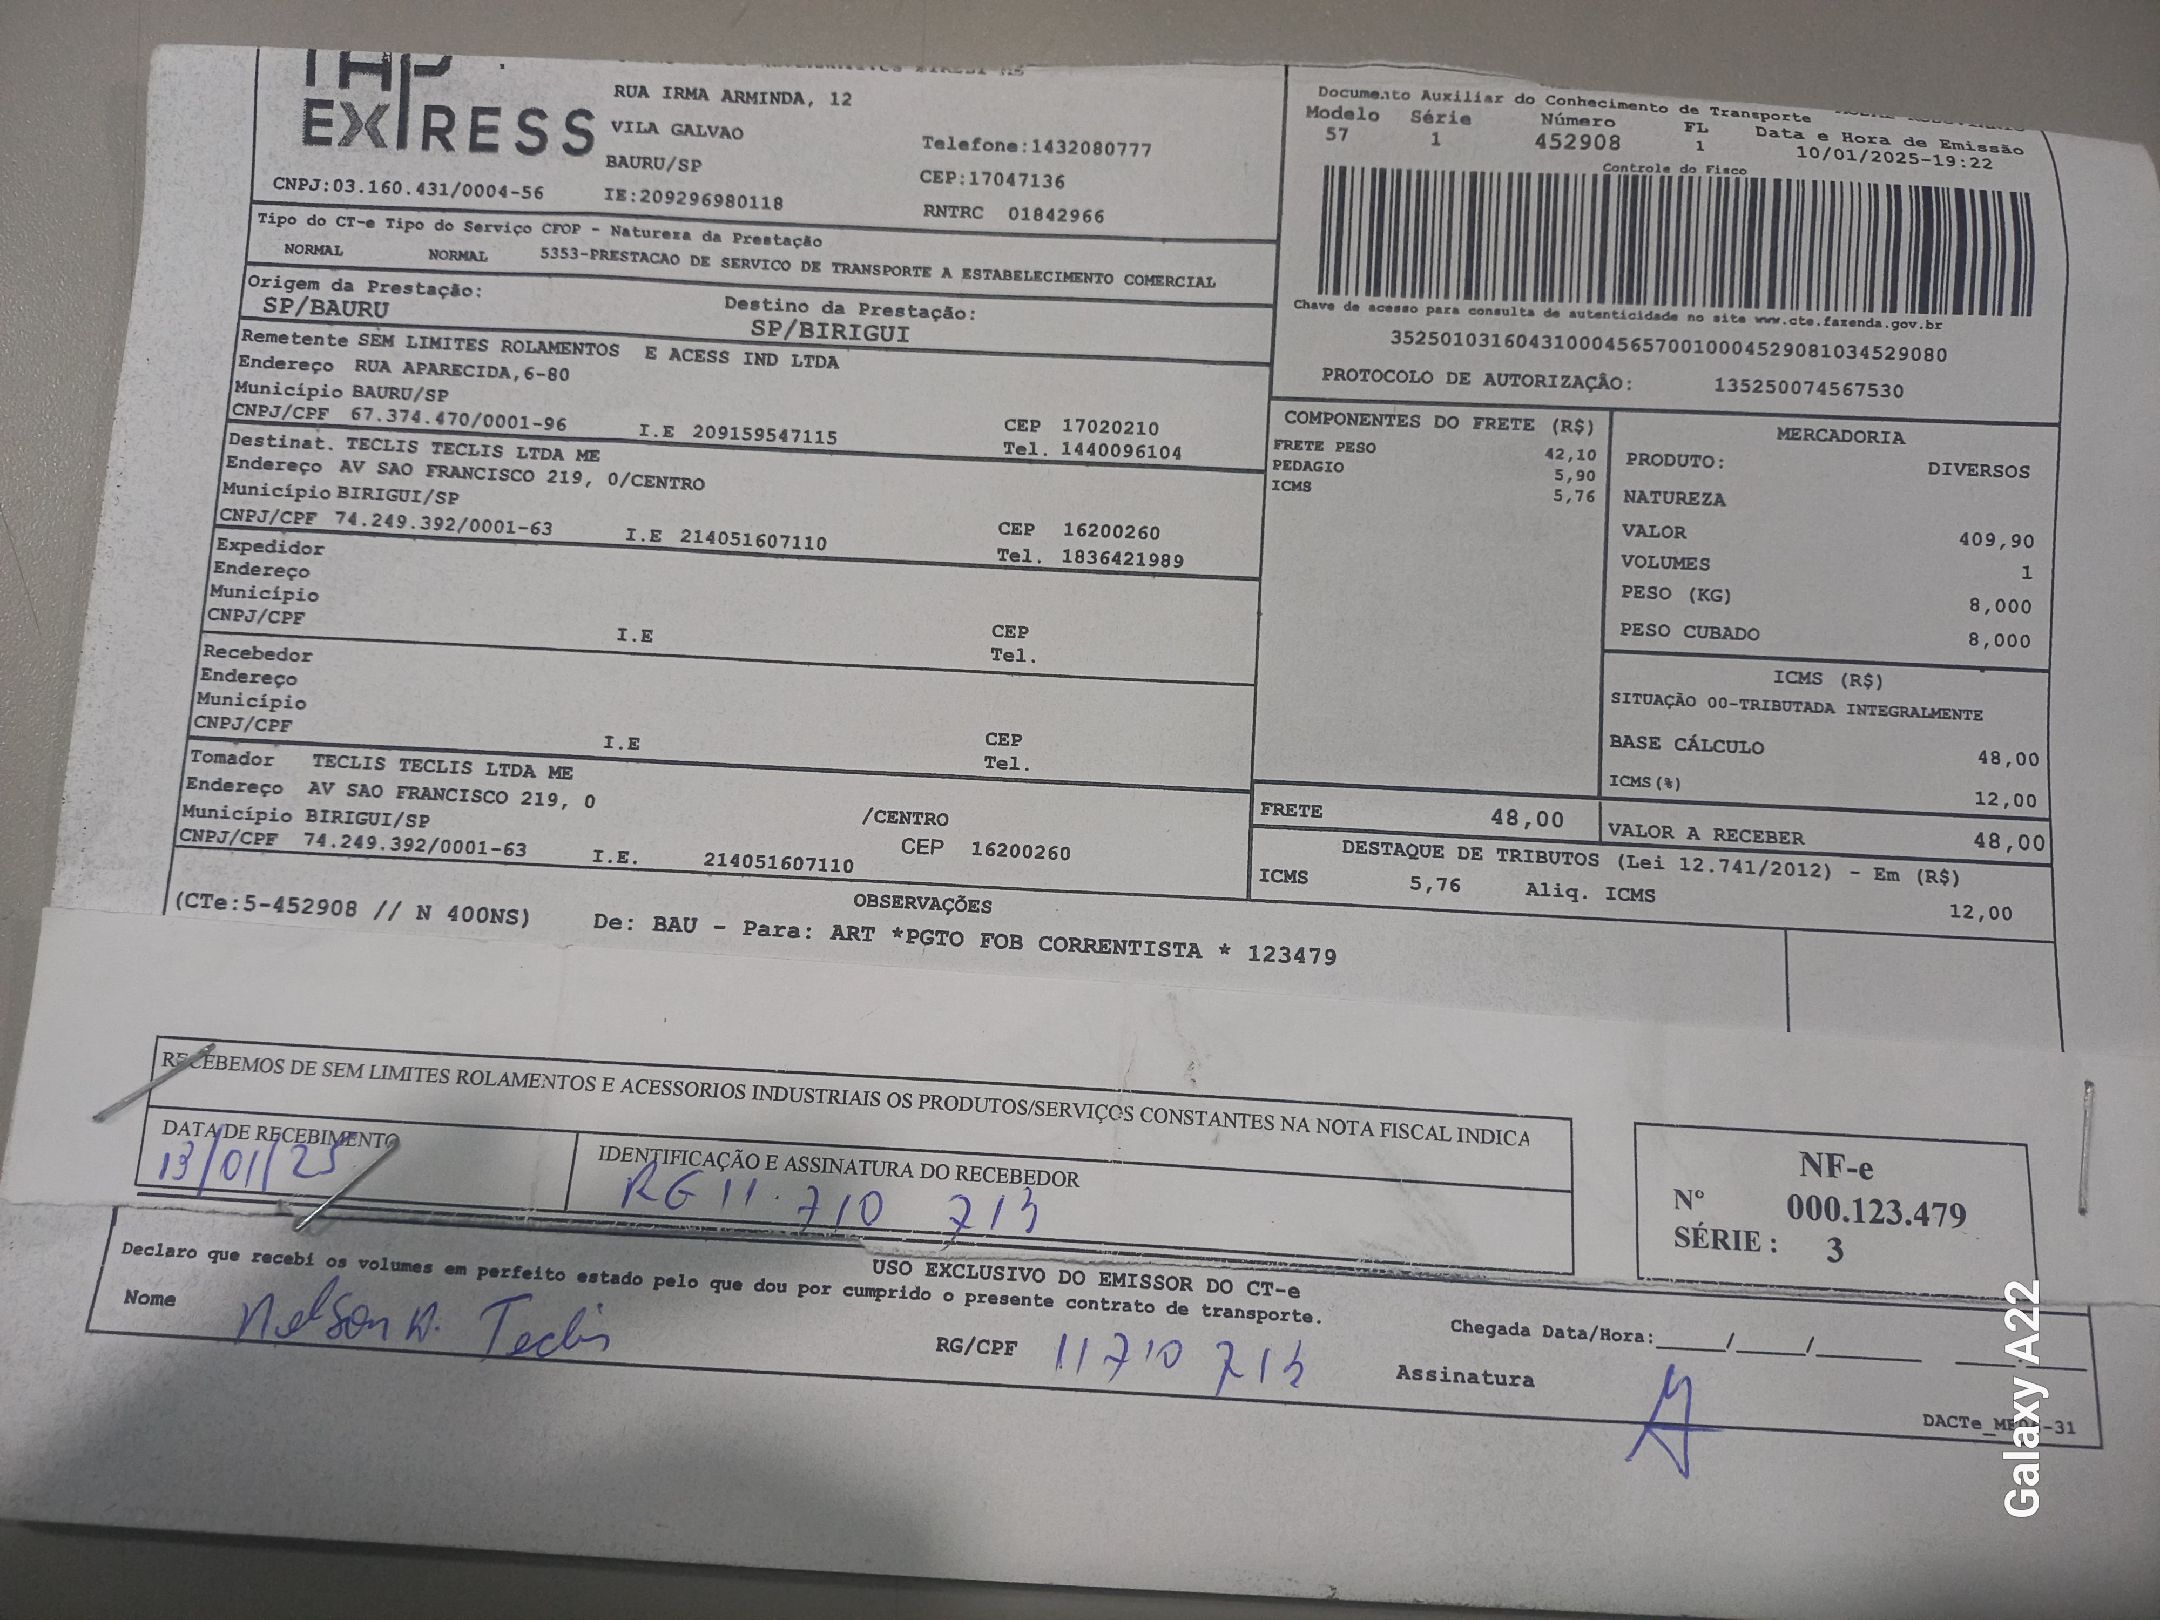 EXPRESS
RUA IRMA ARMINDA, 12
VILA GALVAO
BAURU/SP
Telefone:1432080777
CEP:17047136
CNPJ:03.160.431/0004-56 IE:209296980118 RNTRC 01842966
Documento Auxiliar do Conhecimento de Transporte
Modelo Série Número FL Data e Hora de Emissão
57 1 452908 1 10/01/2025-19:22
Controle do Fisco
Chave de acesso para consulta de autenticidade no site www.cte.fazenda.gov.br
35250103160431000456570010004529081034529080
PROTOCOLO DE AUTORIZAÇÃO: 135250074567530
Tipo do CT-e Tipo do Serviço CFOP - Natureza da Prestação
NORMAL NORMAL 5353-PRESTACAO DE SERVICO DE TRANSPORTE A ESTABELECIMENTO COMERCIAL
Origem da Prestação: Destino da Prestação:
SP/BAURU SP/BIRIGUI
Remetente SEM LIMITES ROLAMENTOS E ACESS IND LTDA
Endereço RUA APARECIDA,6-80
Município BAURU/SP CEP 17020210
CNPJ/CPF 67.374.470/0001-96 I.E 209159547115 Tel. 1440096104
Destinat. TECLIS TECLIS LTDA ME
Endereço AV SAO FRANCISCO 219, 0/CENTRO
Município BIRIGUI/SP CEP 16200260
CNPJ/CPF 74.249.392/0001-63 I.E 214051607110 Tel. 1836421989
Expedidor
Endereço
Município CEP
CNPJ/CPF I.E Tel.
Recebedor
Endereço
Município CEP
CNPJ/CPF I.E Tel.
Tomador TECLIS TECLIS LTDA ME
Endereço AV SAO FRANCISCO 219, 0 /CENTRO
Município BIRIGUI/SP CEP 16200260
CNPJ/CPF 74.249.392/0001-63 I.E. 214051607110
COMPONENTES DO FRETE (R$)
FRETE PESO 42,10
PEDAGIO 5,90
ICMS 5,76
MERCADORIA
PRODUTO: DIVERSOS
NATUREZA
VALOR 409,90
VOLUMES 1
PESO (KG) 8,000
PESO CUBADO 8,000
ICMS (R$)
SITUAÇÃO 00-TRIBUTADA INTEGRALMENTE
BASE CÁLCULO 48,00
ICMS(%) 12,00
FRETE 48,00 VALOR A RECEBER 48,00
DESTAQUE DE TRIBUTOS (Lei 12.741/2012) - Em (R$)
ICMS 5,76 Aliq. ICMS 12,00
OBSERVAÇÕES
(CTe:5-452908 // N 400NS) De: BAU - Para: ART *PGTO FOB CORRENTISTA * 123479
RECEBEMOS DE SEM LIMITES ROLAMENTOS E ACESSORIOS INDUSTRIAIS OS PRODUTOS/SERVIÇOS CONSTANTES NA NOTA FISCAL INDICA
DATA DE RECEBIMENTO IDENTIFICAÇÃO E ASSINATURA DO RECEBEDOR
13/01/25 RG 11.710 713
NF-e
Nº 000.123.479
SÉRIE: 3
USO EXCLUSIVO DO EMISSOR DO CT-e
Declaro que recebi os volumes em perfeito estado pelo que dou por cumprido o presente contrato de transporte.
Nome Nelson A. Teclis RG/CPF 11710 713 Chegada Data/Hora:____/____/______
Assinatura
Galaxy A22